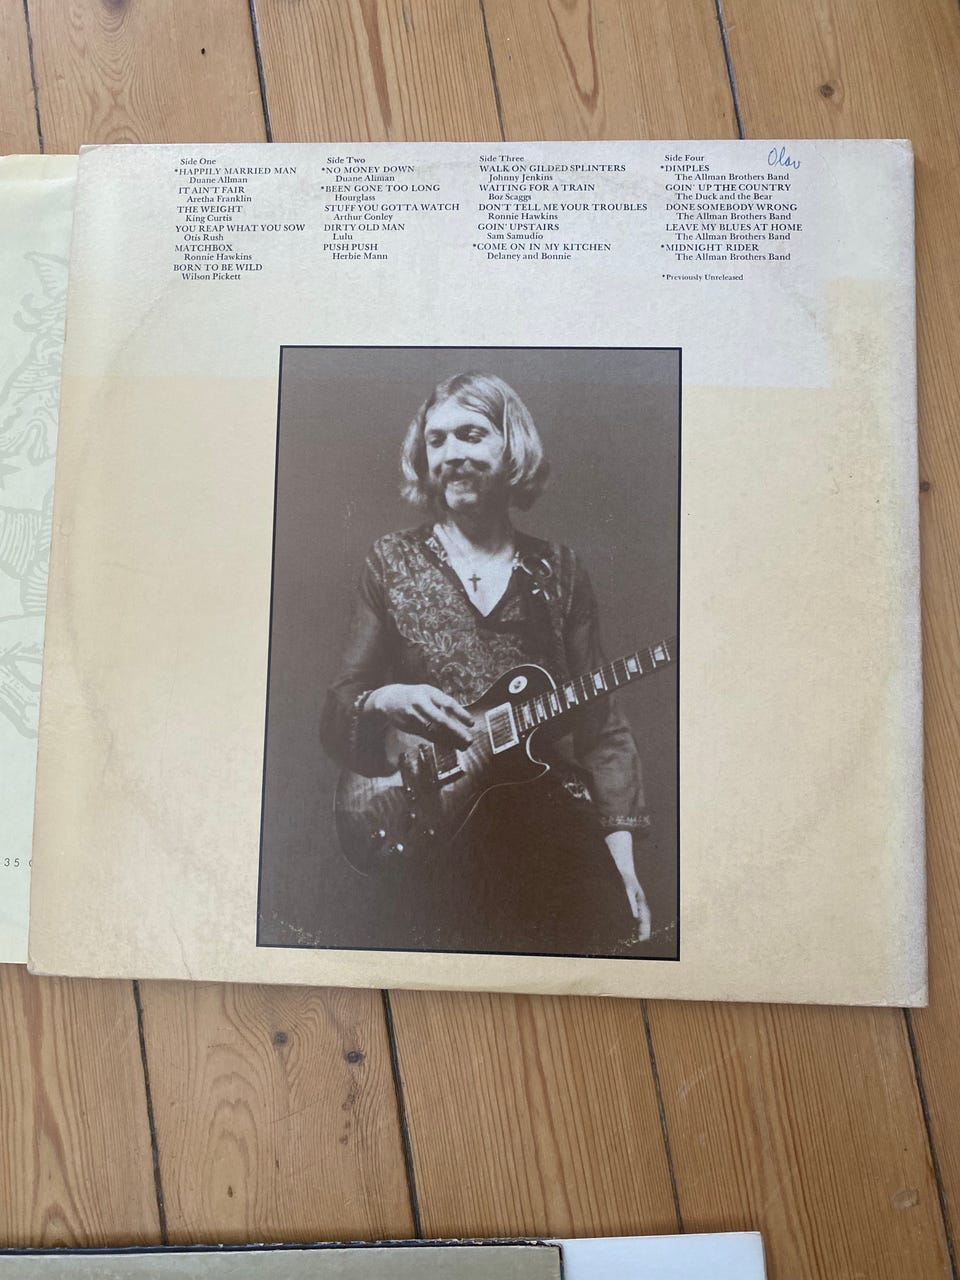 Side One
*HAPPILY MARRIED MAN
Duane Allman
IT AIN'T FAIR
Aretha Franklin
THE WEIGHT
King Curtis
YOU REAP WHAT YOU SOW
Otis Rush
MATCHBOX
Ronnie Hawkins
BORN TO BE WILD
Wilson Pickett
Side Two
*NO MONEY DOWN
Duane Allman
*BEEN GONE TOO LONG
Hourglass
STUFF YOU GOTTA WATCH
Arthur Conley
DIRTY OLD MAN
Lulu
PUSH PUSH
Herbie Mann
Side Three
WALK ON GILDED SPLINTERS
Johnny Jenkins
WAITING FOR A TRAIN
Boz Scaggs
DON'T TELL ME YOUR TROUBLES
Ronnie Hawkins
GOIN' UPSTAIRS
Sam Samudio
*COME ON IN MY KITCHEN
Delaney and Bonnie
Side Four
*DIMPLES
The Allman Brothers Band
GOIN' UP THE COUNTRY
The Duck and the Bear
DONE SOMEBODY WRONG
The Allman Brothers Band
LEAVE MY BLUES AT HOME
The Allman Brothers Band
*MIDNIGHT RIDER
The Allman Brothers Band
*Previously Unreleased
Olav
35